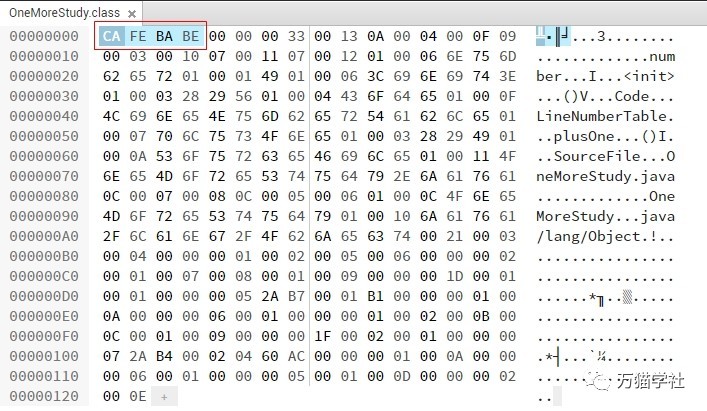 OneMoreStudy.class ×
00000000 CA FE BA BE 00 00 00 33 00 13 0A 00 04 00 0F 09 ...3........
00000010 00 03 00 10 07 00 11 07 00 12 01 00 06 6E 75 6D .............num
00000020 62 65 72 01 00 01 49 01 00 06 3C 69 6E 69 74 3E ber...I...<init>
00000030 01 00 03 28 29 56 01 00 04 43 6F 64 65 01 00 0F ...()V...Code...
00000040 4C 69 6E 65 4E 75 6D 62 65 72 54 61 62 6C 65 01 LineNumberTable.
00000050 00 07 70 6C 75 73 4F 6E 65 01 00 03 28 29 49 01 ..plusOne...()I.
00000060 00 0A 53 6F 75 72 63 65 46 69 6C 65 01 00 11 4F ..SourceFile...O
00000070 6E 65 4D 6F 72 65 53 74 75 64 79 2E 6A 61 76 61 neMoreStudy.java
00000080 0C 00 07 00 08 0C 00 05 00 06 01 00 0C 4F 6E 65 .............One
00000090 4D 6F 72 65 53 74 75 64 79 01 00 10 6A 61 76 61 MoreStudy...java
000000A0 2F 6C 61 6E 67 2F 4F 62 6A 65 63 74 00 21 00 03 /lang/Object.!..
000000B0 00 04 00 00 00 01 00 02 00 05 00 06 00 00 00 02 ................
000000C0 00 01 00 07 00 08 00 01 00 09 00 00 00 1D 00 01 ................
000000D0 00 01 00 00 00 05 2A B7 00 01 B1 00 00 00 01 00 ......*╖..▒.....
000000E0 0A 00 00 00 06 00 01 00 00 00 01 00 02 00 0B 00 ................
000000F0 0C 00 01 00 09 00 00 00 1F 00 02 00 01 00 00 00 ................
00000100 07 2A B4 00 02 04 60 AC 00 00 00 01 00 0A 00 00 .*┤...`¼........
00000110 00 06 00 01 00 00 00 05 00 01 00 0D 00 00 00 02
00000120 00 0E + ..
万猫学社